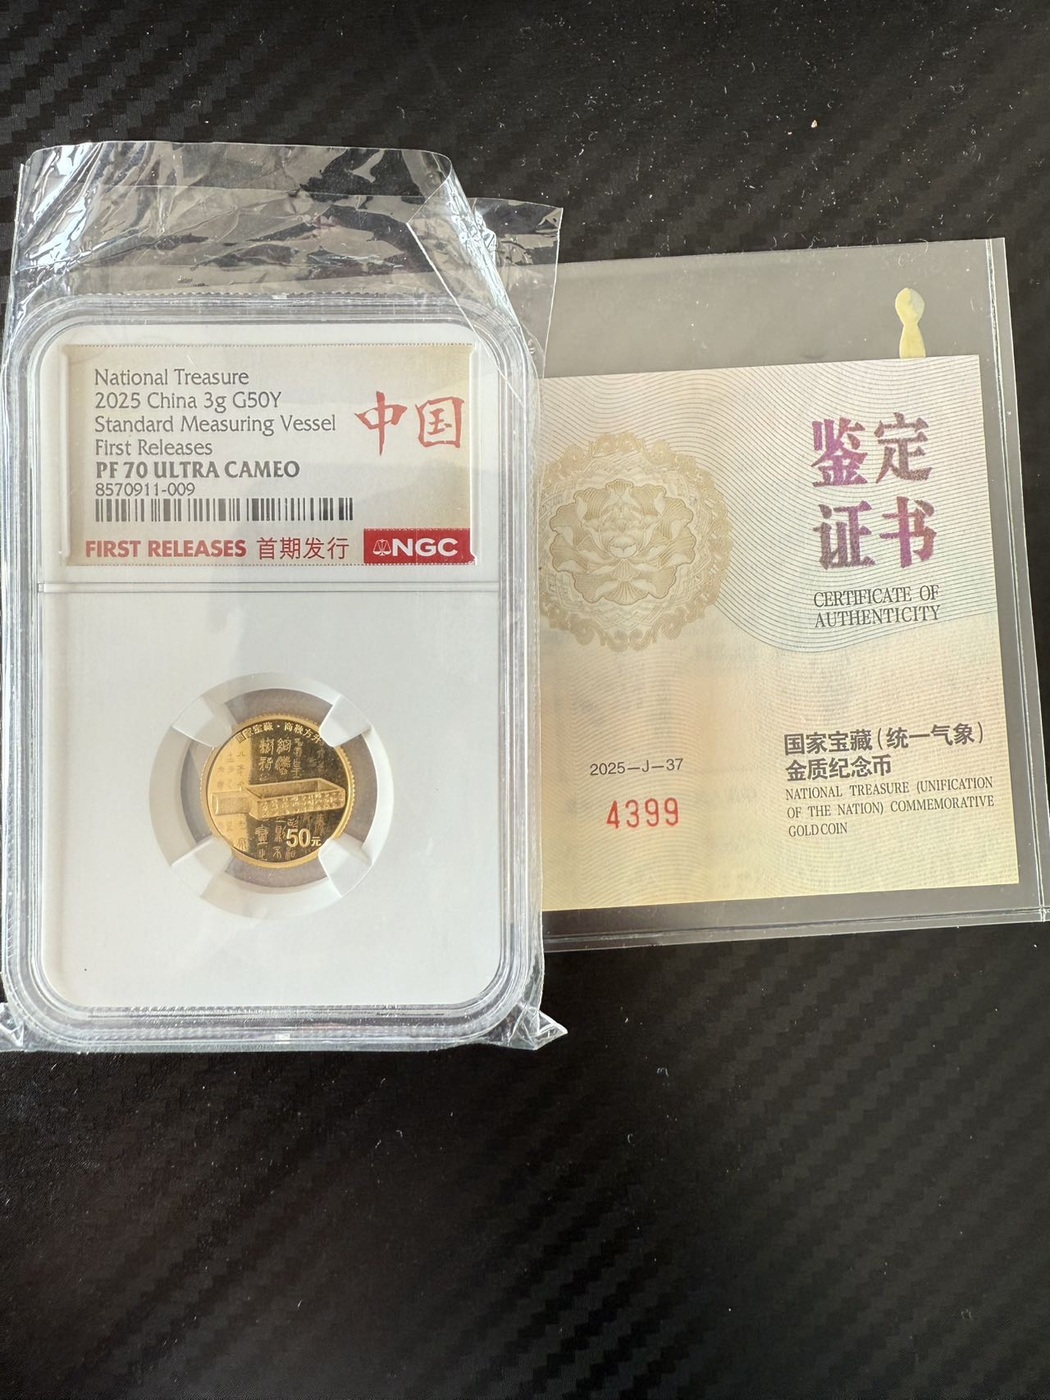 National Treasure
2025 China 3g G50Y
Standard Measuring Vessel
First Releases
PF 70 ULTRA CAMEO
8570911-009
中国
FIRST RELEASES 首期发行 NGC
50元
鉴定
证书
CERTIFICATE OF
AUTHENTICITY
2025—J—37
4399
国家宝藏(统一气象)
金质纪念币
NATIONAL TREASURE (UNIFICATION
OF THE NATION) COMMEMORATIVE
GOLD COIN